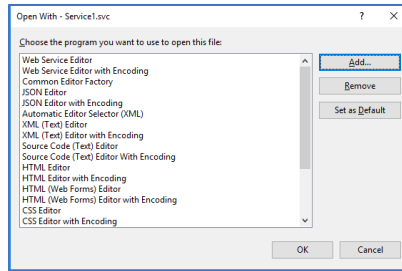 Open With - Service1.svc
Choose the program you want to use to open this file:
Web Service Editor
Web Service Editor with Encoding
Common Editor Factory
JSON Editor
JSON Editor with Encoding
Automatic Editor Selector (XML)
XML (Text) Editor
XML (Text) Editor with Encoding
Source Code (Text) Editor
Source Code (Text) Editor With Encoding
HTML Editor
HTML Editor with Encoding
HTML (Web Forms) Editor
HTML (Web Forms) Editor with Encoding
CSS Editor
CSS Editor with Encoding
Add...
Remove
Set as Default
OK
Cancel